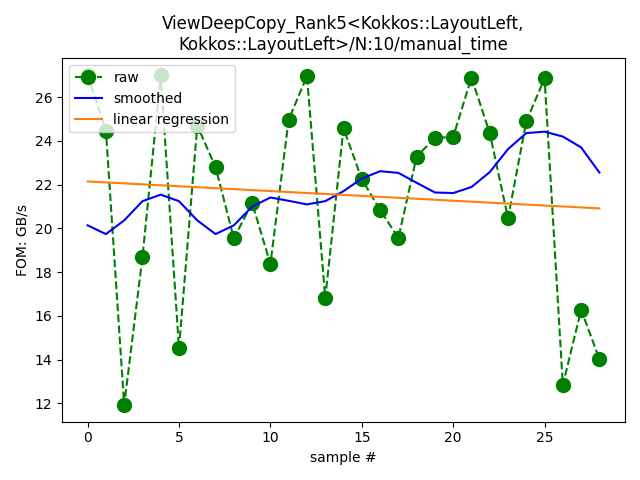 ViewDeepCopy_Rank5<Kokkos::LayoutLeft,
Kokkos::LayoutLeft>/N:10/manual_time
raw
smoothed
linear regression
FOM: GB/s
26
24
22
20
18
16
14
12
0
5
10
15
20
25
sample #